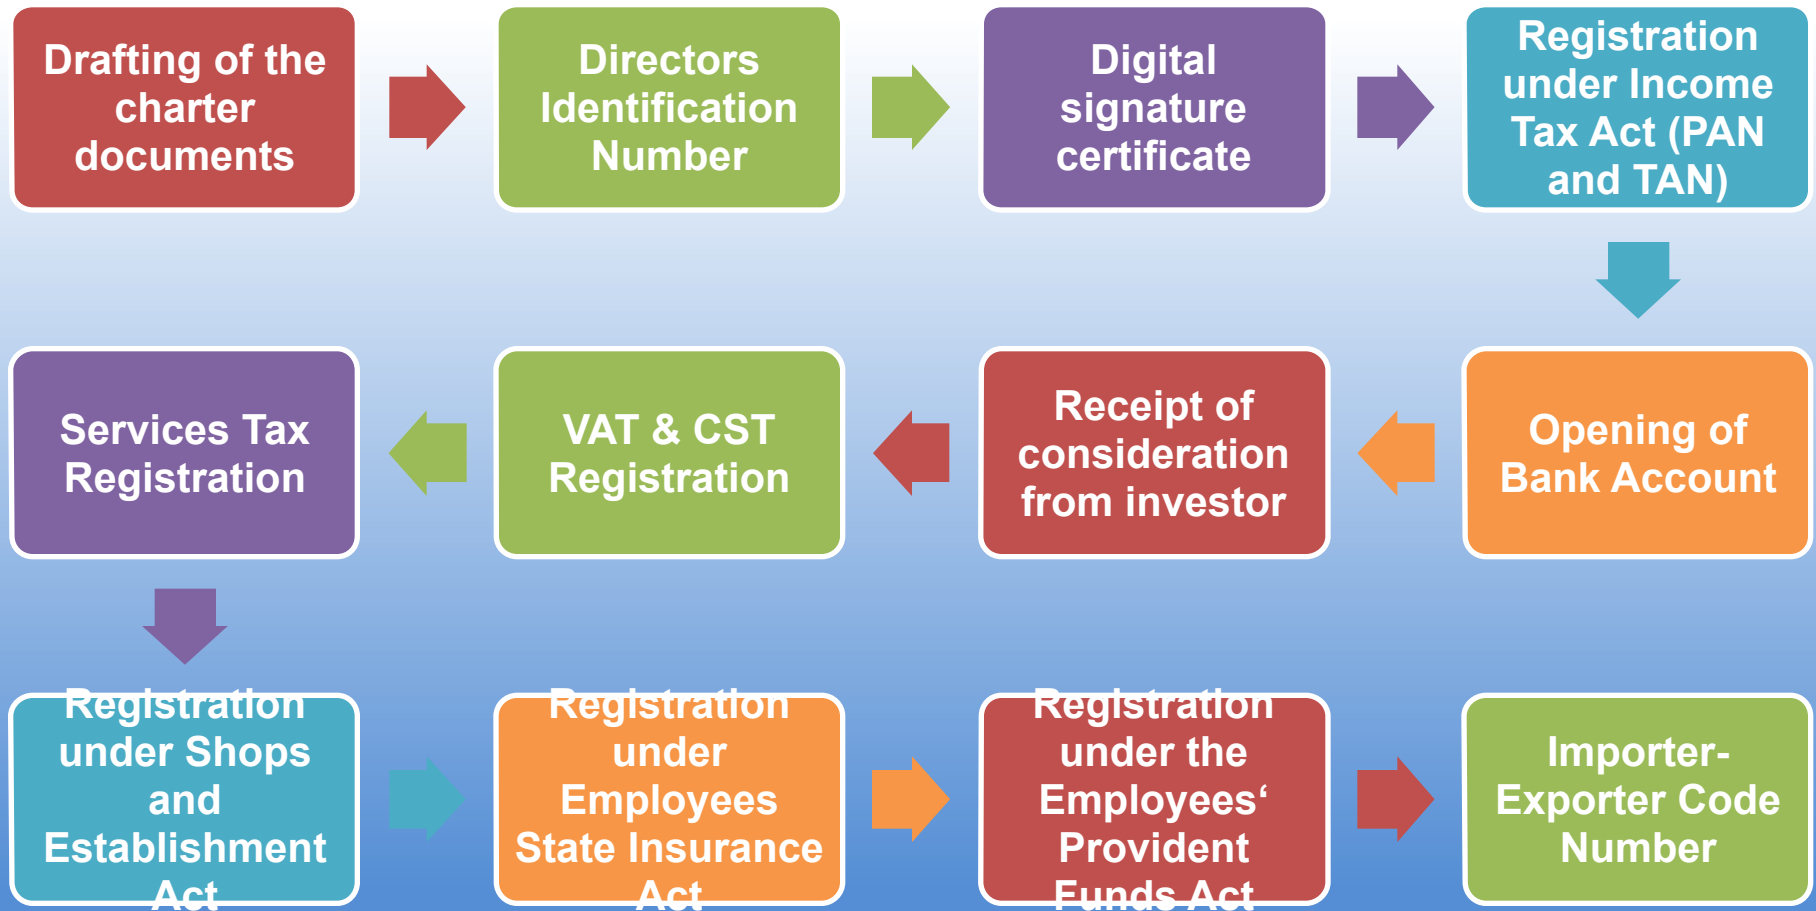 Drafting of the
charter
documents
Directors
Identification
Number
Digital
signature
certificate
Registration
under Income
Tax Act (PAN
and TAN)
Opening of
Bank Account
Receipt of
consideration
from investor
VAT & CST
Registration
Services Tax
Registration
Registration
under Shops
and
Establishment
Act
Registration
under
Employees
State Insurance
Act
Registration
under the
Employees‘
Provident
Funds Act
Importer-
Exporter Code
Number